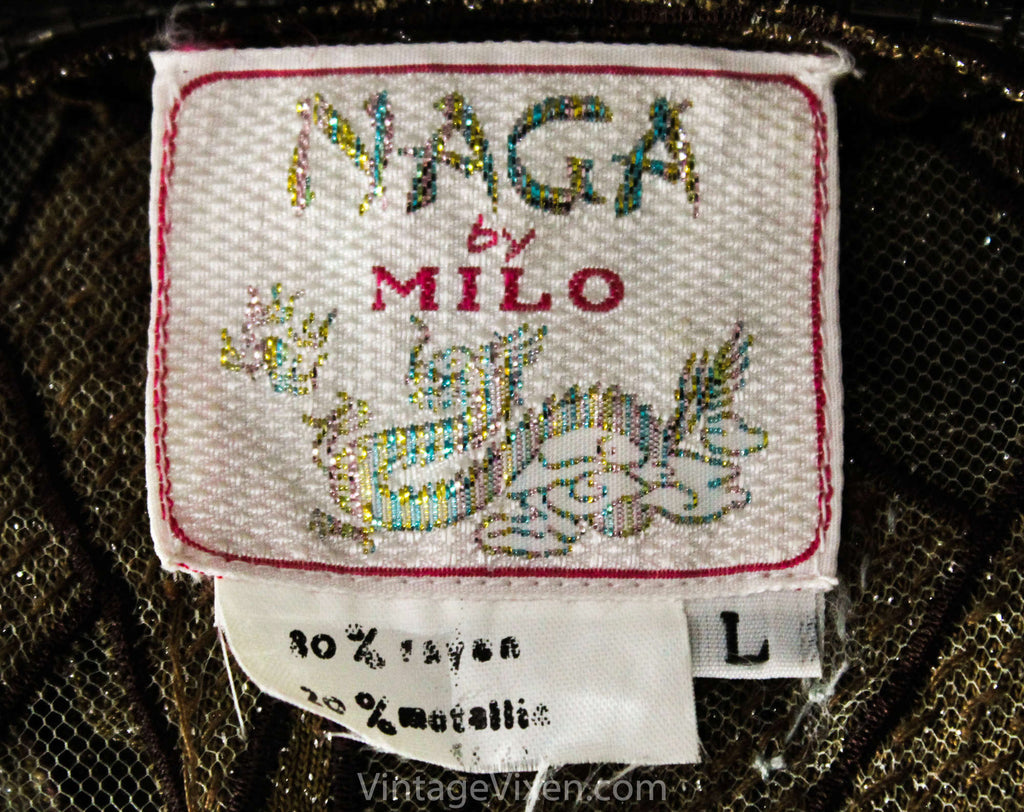 NAGA
by
MILO
80% rayon
20% metallic
L
VintageVixen.com